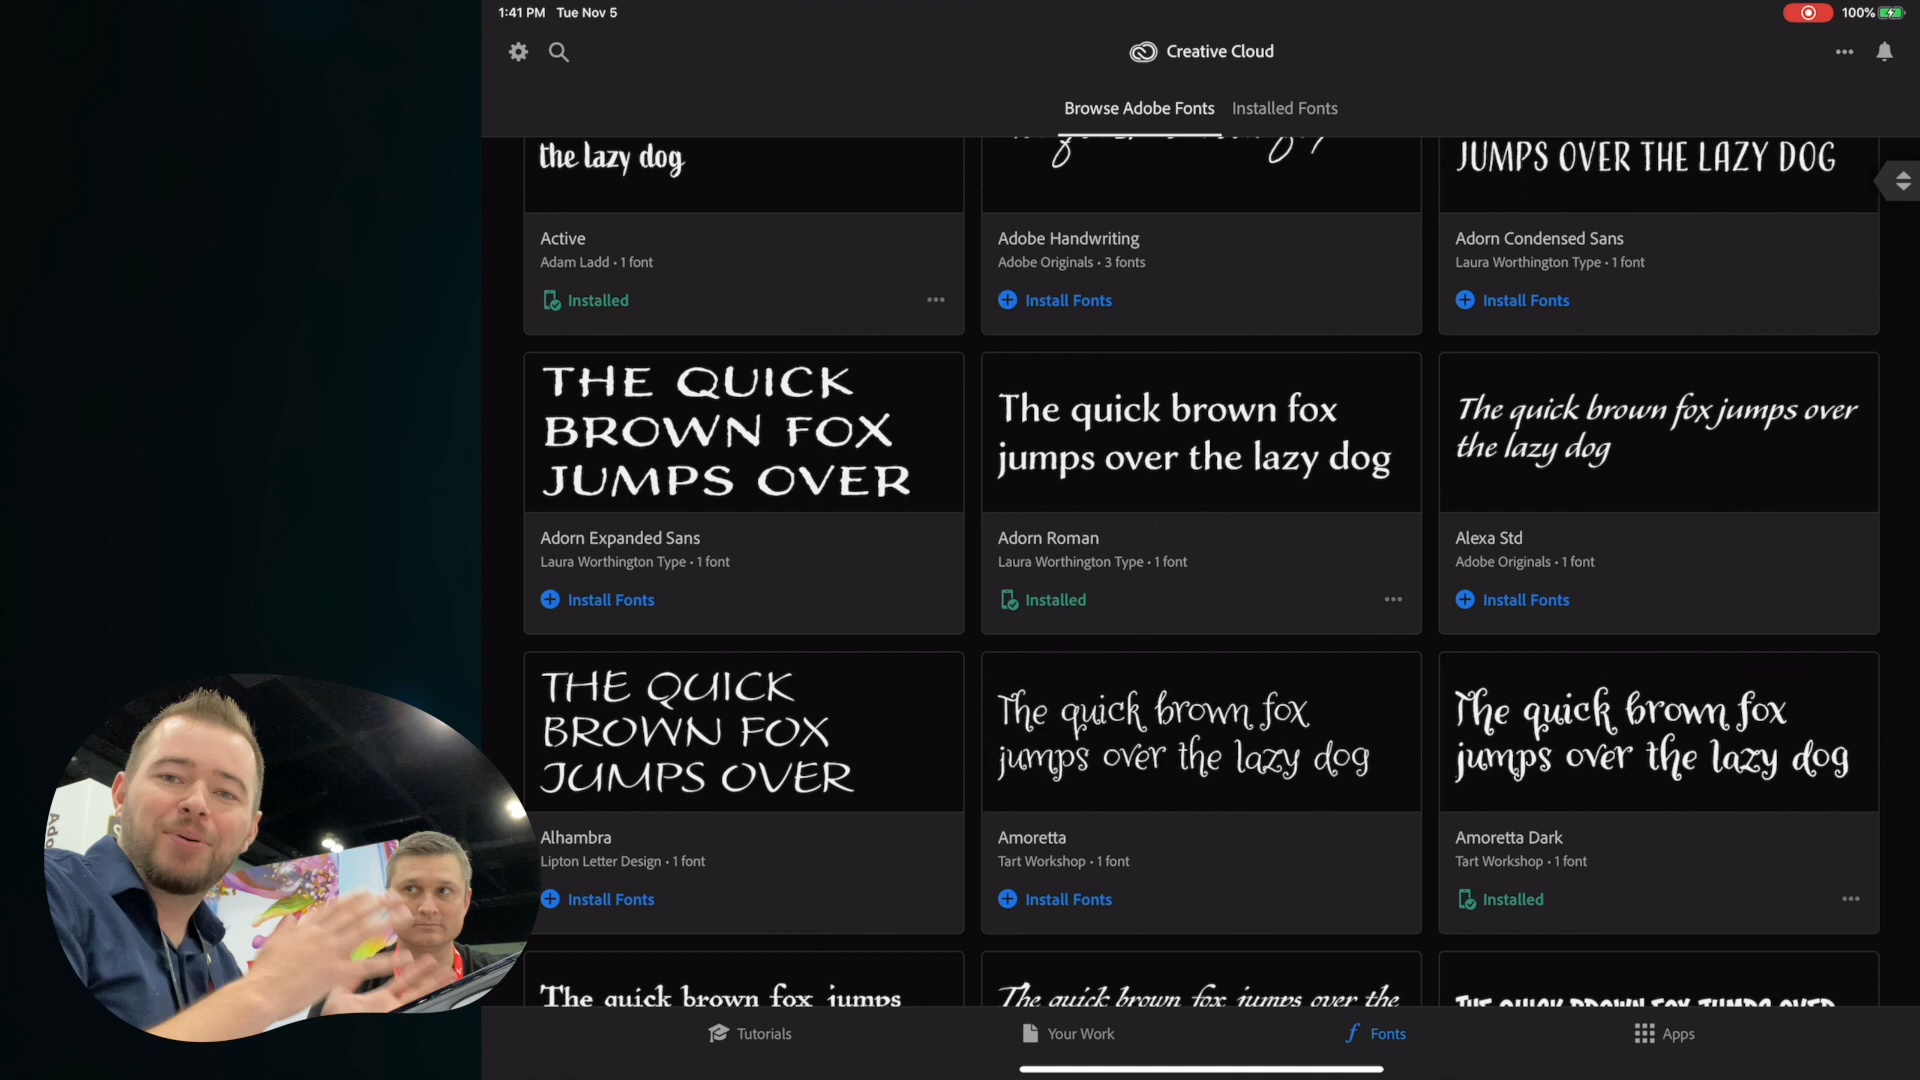 1:41 PM Tue Nov 5
100%
Creative Cloud
Browse Adobe Fonts Installed Fonts
the lazy dog
JUMPS OVER THE LAZY DOG
Active
Adam Ladd • 1 font
Installed
Adobe Handwriting
Adobe Originals • 3 fonts
Install Fonts
Adorn Condensed Sans
Laura Worthington Type • 1 font
Install Fonts
THE QUICK
BROWN FOX
JUMPS OVER
Adorn Expanded Sans
Laura Worthington Type • 1 font
Install Fonts
The quick brown fox
jumps over the lazy dog
Adorn Roman
Laura Worthington Type • 1 font
Installed
The quick brown fox jumps over
the lazy dog
Alexa Std
Adobe Originals • 1 font
Install Fonts
THE QUICK
BROWN FOX
JUMPS OVER
Alhambra
Lipton Letter Design • 1 font
Install Fonts
The quick brown fox
jumps over the lazy dog
Amoretta
Tart Workshop • 1 font
Install Fonts
The quick brown fox
jumps over the lazy dog
Amoretta Dark
Tart Workshop • 1 font
Installed
The quick brown fox jumps
The quick brown fox jumps over the
THE QUICK BROWN FOX JUMPS OVER
Tutorials
Your Work
Fonts
Apps